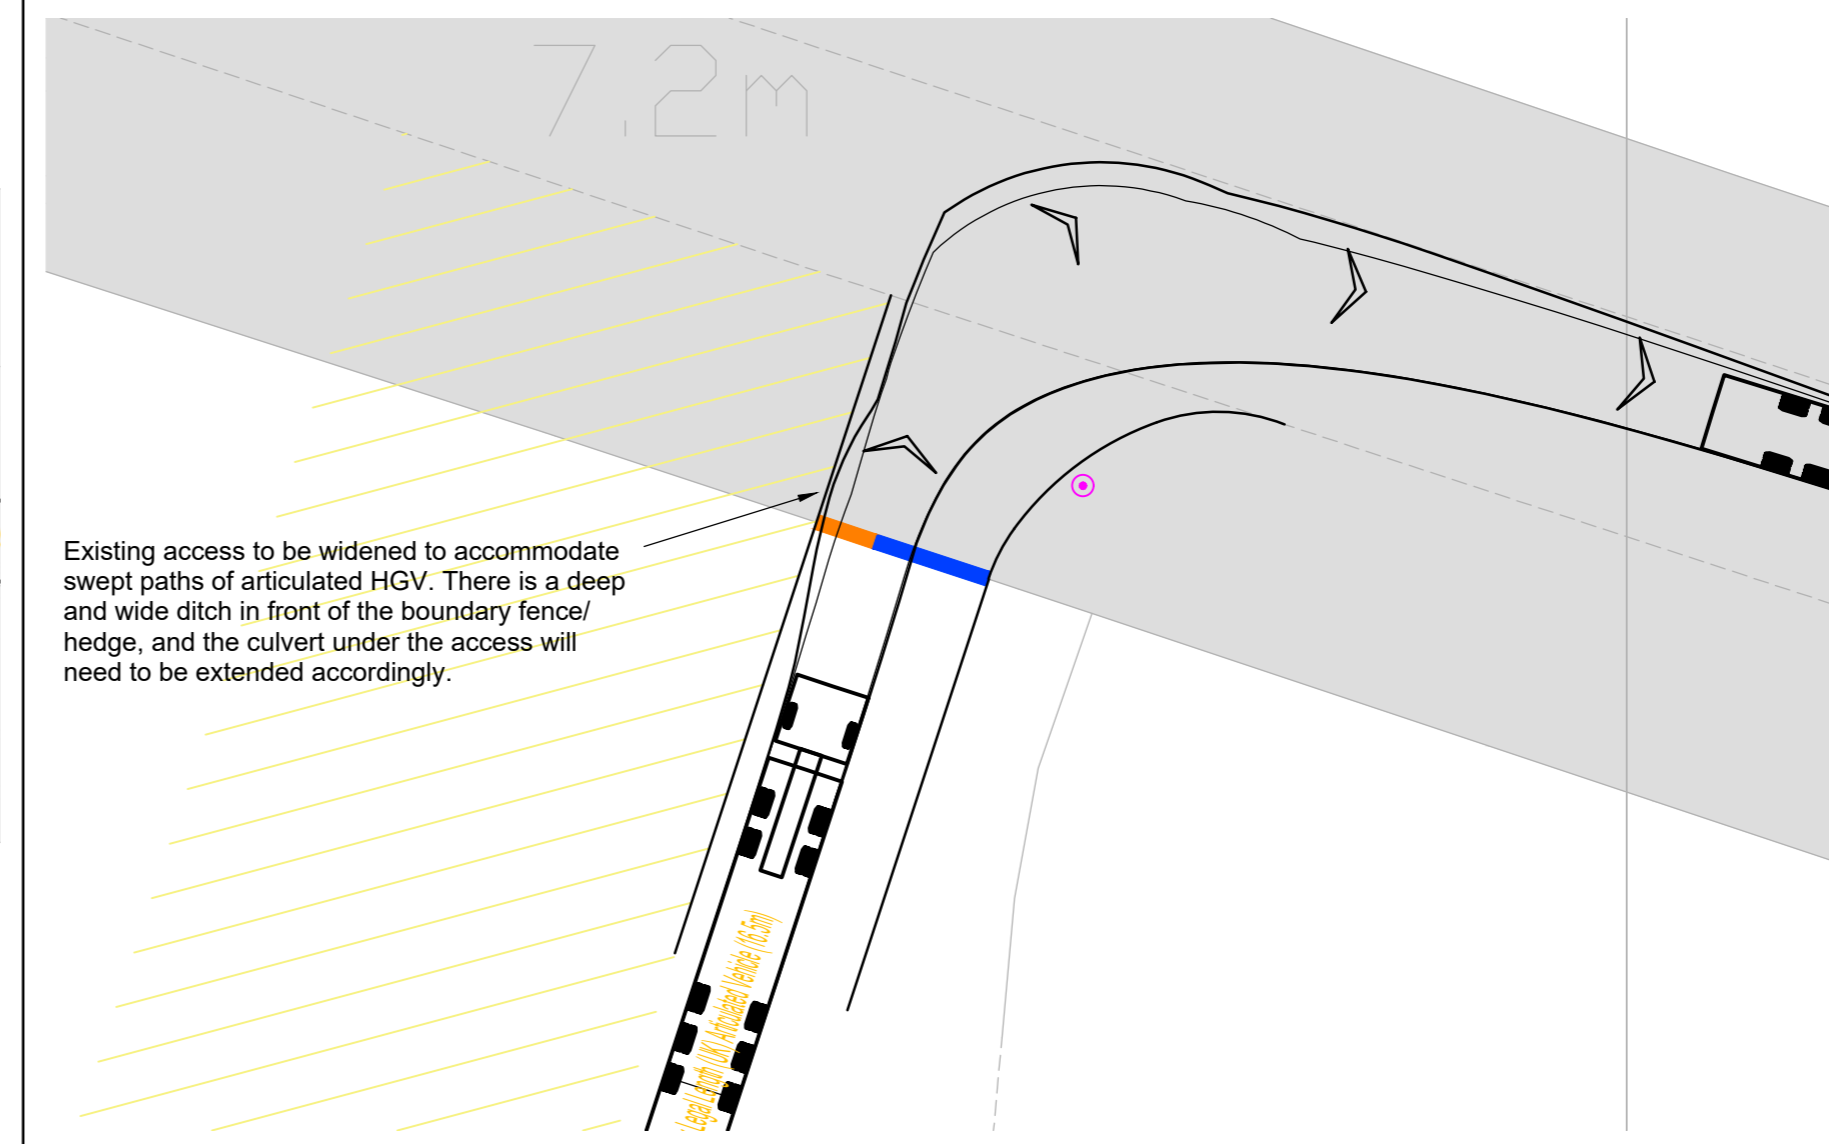 7.2m
Existing access to be widened to accommodate
swept paths of articulated HGV. There is a deep
and wide ditch in front of the boundary fence/
hedge, and the culvert under the access will
need to be extended accordingly.
Legal Length (UK) Articulated Vehicle (16.5m)